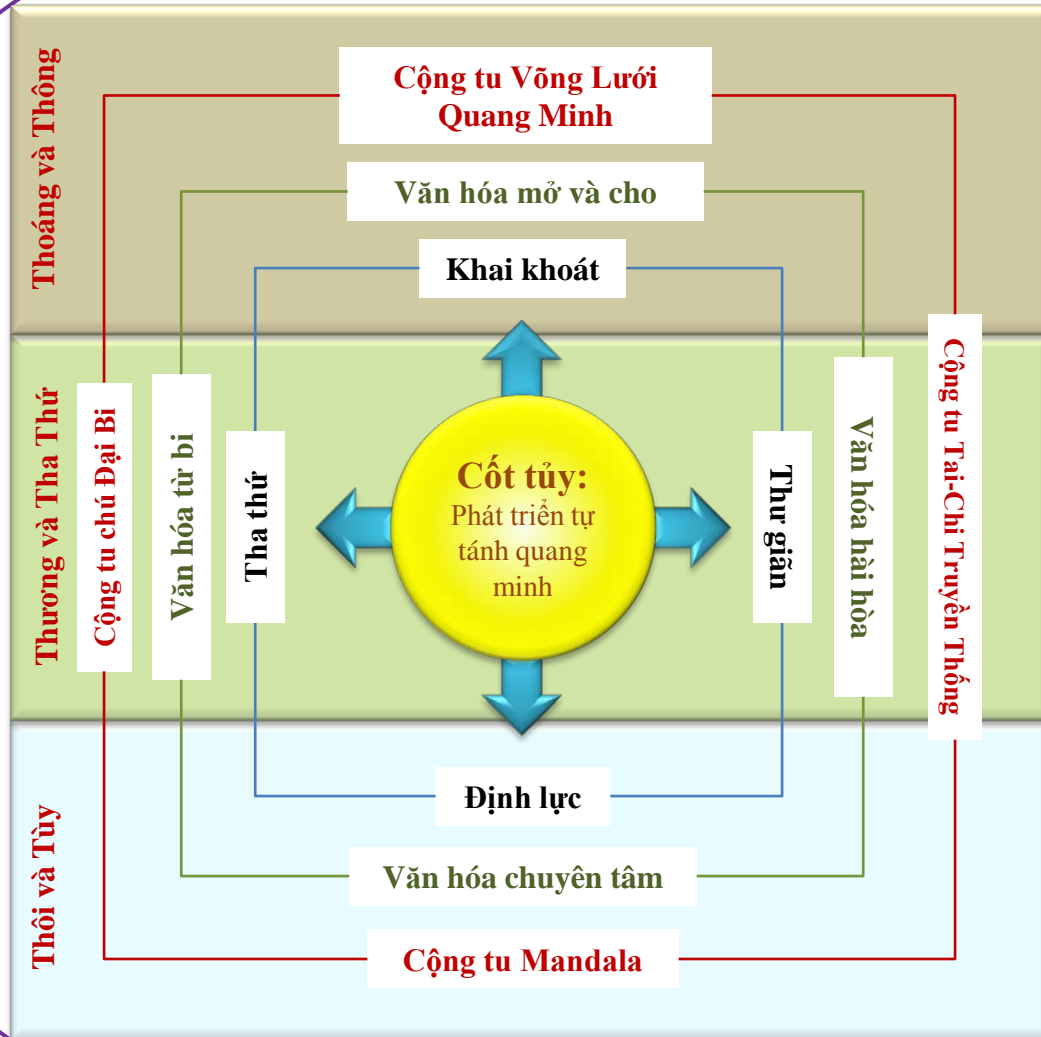 Thoáng và Thông
Cộng tu Võng Lưới
Quang Minh
Văn hóa mở và cho
Khai khoát
Thương và Tha Thứ
Cộng tu chú Đại Bi
Văn hóa từ bi
Tha thứ
Cốt tủy:
Phát triển tự
tánh quang
minh
Thư giãn
Văn hóa hài hòa
Cộng tu Tai-Chi Truyền Thống
Thôi và Tùy
Định lực
Văn hóa chuyên tâm
Cộng tu Mandala